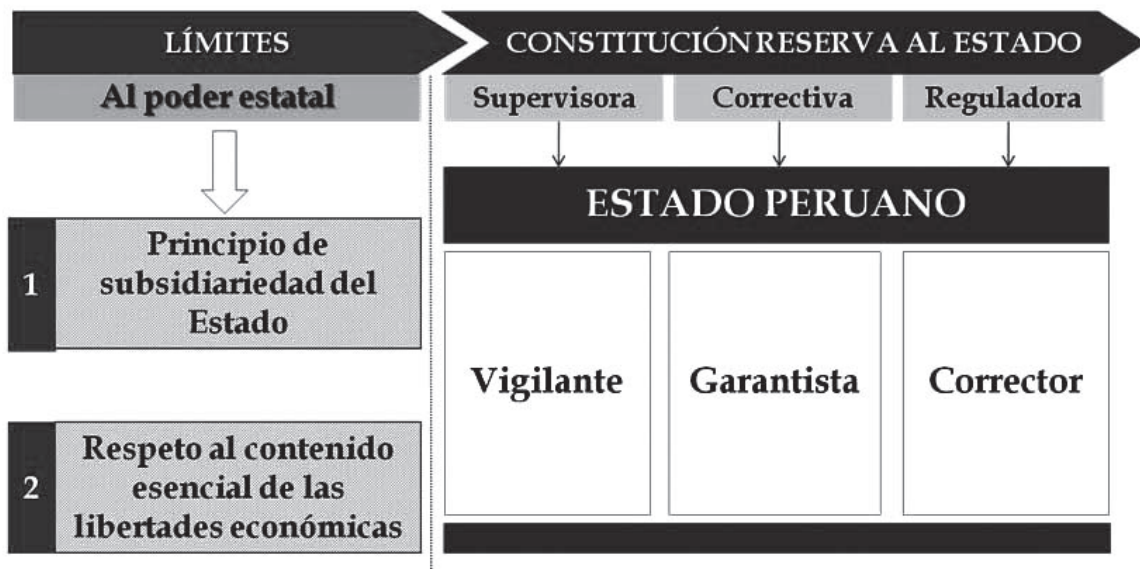 LÍMITES
Al poder estatal
1
Principio de
subsidiariedad del
Estado
2
Respeto al contenido
esencial de las
libertades económicas
CONSTITUCIÓN RESERVA AL ESTADO
Supervisora
Correctiva
Reguladora
ESTADO PERUANO
Vigilante
Garantista
Corrector